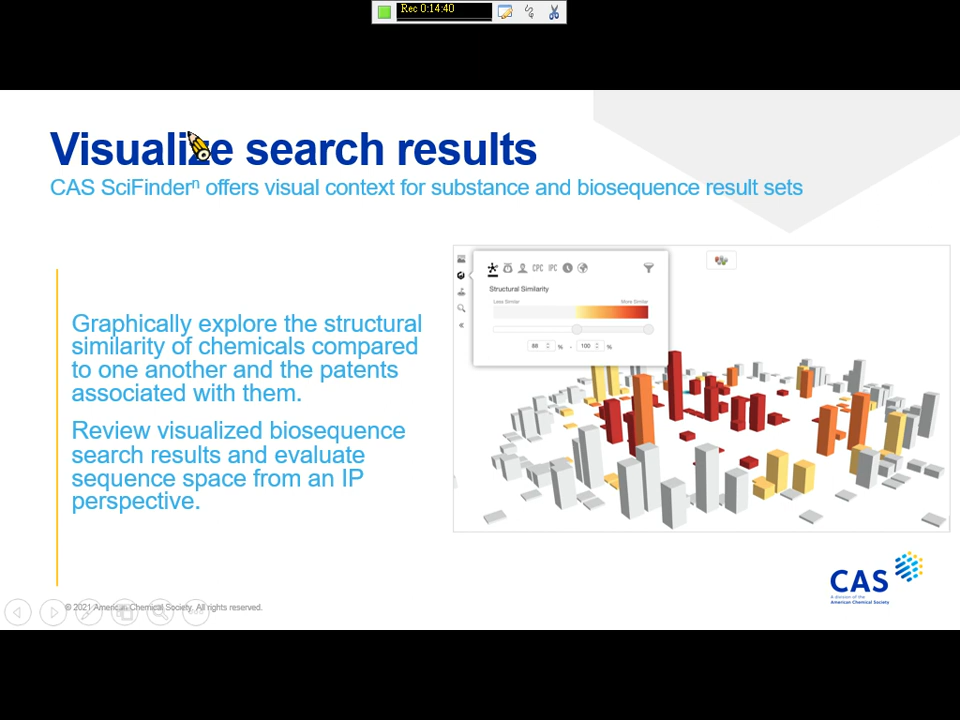 Rec 0:14:40
Visualize search results
CAS SciFinderⁿ offers visual context for substance and biosequence result sets
CPC IPC
Structural Similarity
Less Similar More Similar
88 % - 100 %
Graphically explore the structural
similarity of chemicals compared
to one another and the patents
associated with them.
Review visualized biosequence
search results and evaluate
sequence space from an IP
perspective.
CAS
A division of the
American Chemical Society
© 2021 American Chemical Society. All rights reserved.